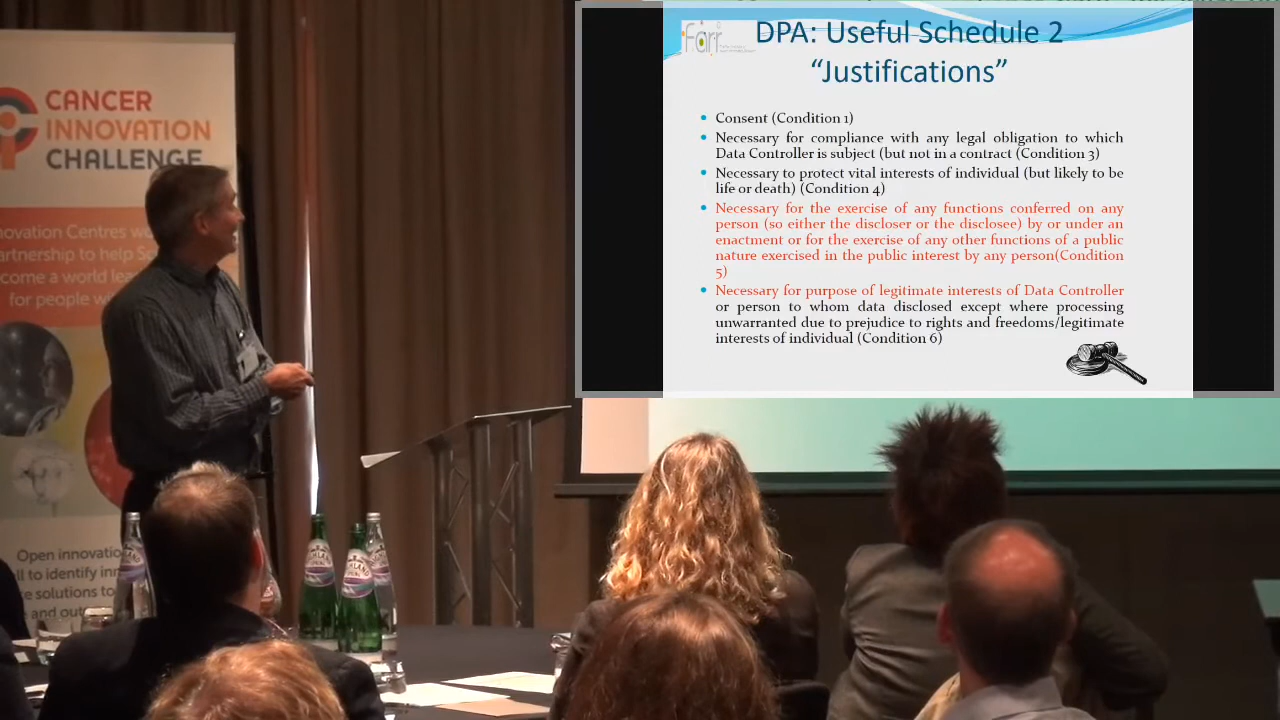 CANCER
INNOVATION
CHALLENGE
novation Centres wo
artnership to help Sc
come a world lea
for people w
Open innovatio
ll to identify inn
ke solutions to
and out
farr
DPA: Useful Schedule 2
“Justifications”
Consent (Condition 1)
Necessary for compliance with any legal obligation to which
Data Controller is subject (but not in a contract (Condition 3)
Necessary to protect vital interests of individual (but likely to be
life or death) (Condition 4)
Necessary for the exercise of any functions conferred on any
person (so either the discloser or the disclosee) by or under an
enactment or for the exercise of any other functions of a public
nature exercised in the public interest by any person(Condition
5)
Necessary for purpose of legitimate interests of Data Controller
or person to whom data disclosed except where processing
unwarranted due to prejudice to rights and freedoms/legitimate
interests of individual (Condition 6)